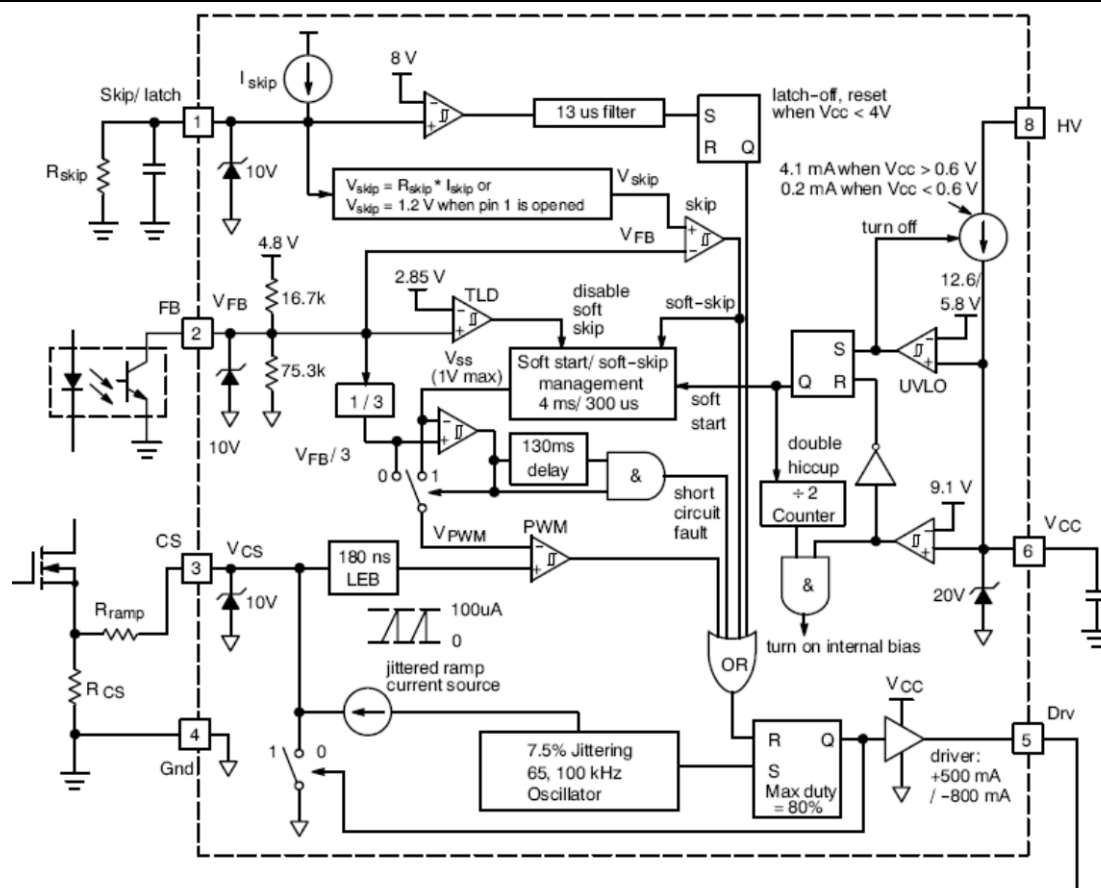 Skip/ latch
1
R skip
I skip
10V
8 V
13 us filter
S
R
Q
latch-off, reset
when Vcc < 4V
8
HV
4.1 mA when Vcc > 0.6 V
0.2 mA when Vcc < 0.6 V
V skip = R skip * I skip or
V skip = 1.2 V when pin 1 is opened
V skip
skip
V FB
turn off
12.6/
5.8 V
4.8 V
16.7k
FB
V FB
2
75.3k
10V
2.85 V
TLD
disable
soft
skip
soft-skip
V ss
(1V max)
Soft start/ soft-skip
management
4 ms/ 300 us
soft
start
S
Q
R
UVLO
1 / 3
V FB / 3
0
1
130ms
delay
&
short
circuit
fault
double
hiccup
÷ 2
Counter
9.1 V
V CC
6
20V
&
turn on internal bias
V PWM
PWM
CS
V CS
3
180 ns
LEB
10V
R ramp
R CS
100uA
0
jittered ramp
current source
OR
4
Gnd
1
0
7.5% Jittering
65, 100 kHz
Oscillator
R
Q
S
Max duty
= 80%
V CC
Drv
5
driver:
+500 mA
/ -800 mA